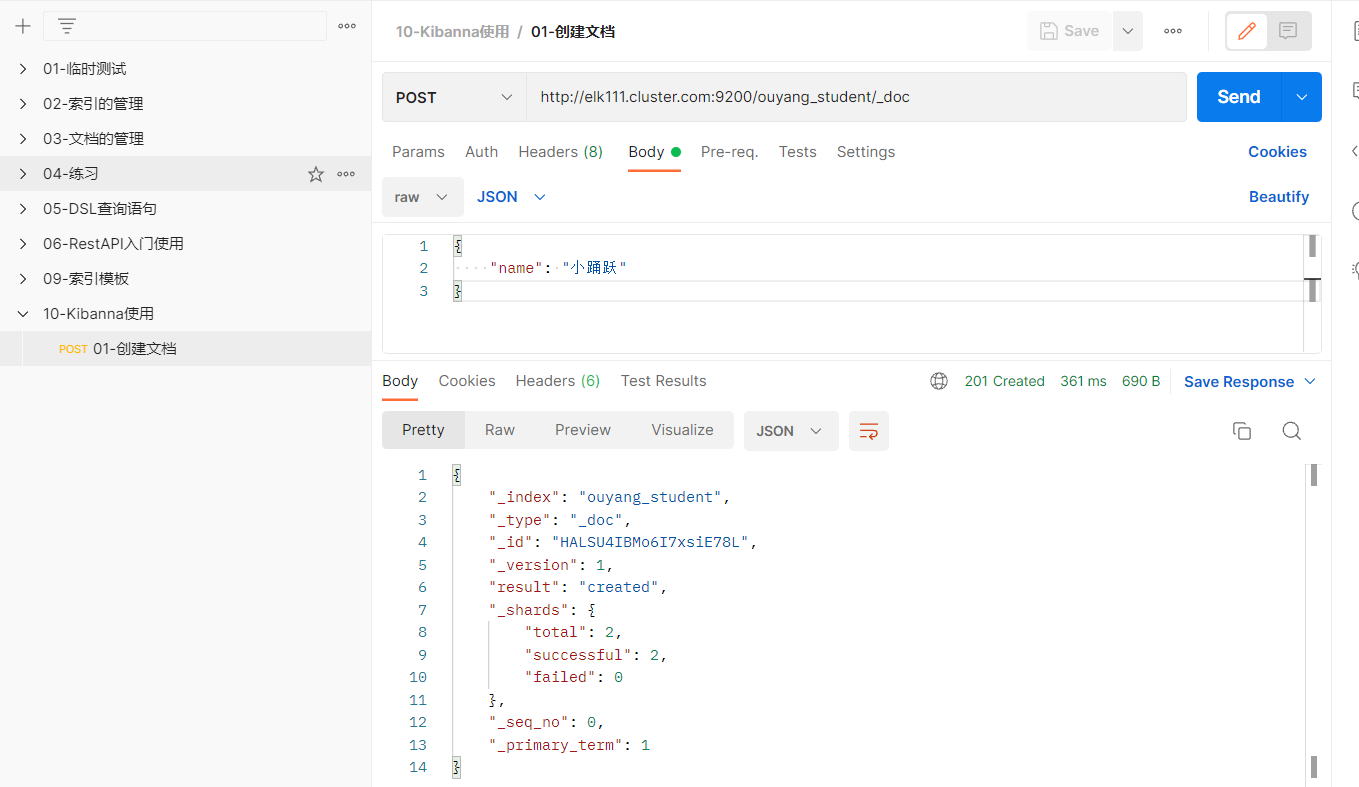 10-Kibanna使用 / 01-创建文档
Save
01-临时测试
02-索引的管理
03-文档的管理
04-练习
05-DSL查询语句
06-RestAPI入门使用
09-索引模板
10-Kibanna使用
POST 01-创建文档
POST http://elk111.cluster.com:9200/ouyang_student/_doc Send
Params Auth Headers (8) Body Pre-req. Tests Settings Cookies
raw JSON Beautify
1 {
2 "name": "小踊跃"
3 }
Body Cookies Headers (6) Test Results 201 Created 361 ms 690 B Save Response
Pretty Raw Preview Visualize JSON
1 {
2 "_index": "ouyang_student",
3 "_type": "_doc",
4 "_id": "HALSU4IBMo6I7xsiE78L",
5 "_version": 1,
6 "result": "created",
7 "_shards": {
8 "total": 2,
9 "successful": 2,
10 "failed": 0
11 },
12 "_seq_no": 0,
13 "_primary_term": 1
14 }